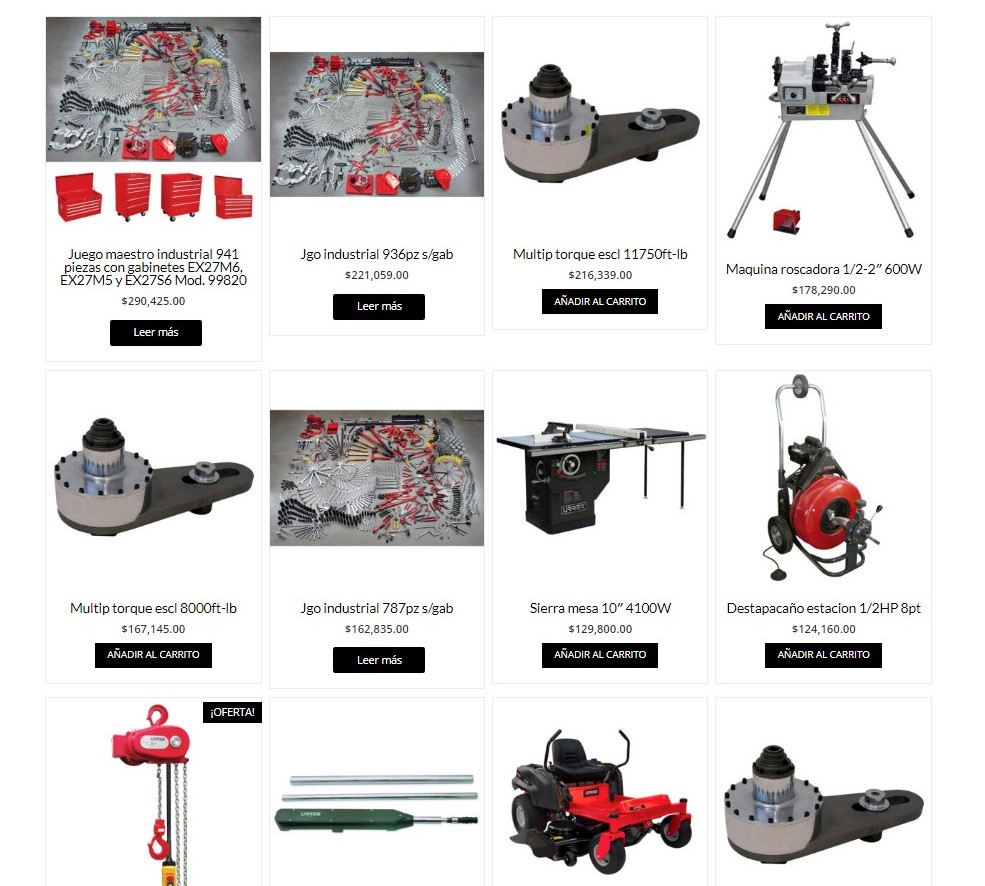 Juego maestro industrial 941
piezas con gabinetes EX27M6,
EX27M5 y EX27S6 Mod. 99820
$290,425.00
Leer más
Jgo industrial 936pz s/gab
$221,059.00
Leer más
Multip torque escl 11750ft-lb
$216,339.00
AÑADIR AL CARRITO
Maquina roscadora 1/2-2″ 600W
$178,290.00
AÑADIR AL CARRITO
Multip torque escl 8000ft-lb
$167,145.00
AÑADIR AL CARRITO
Jgo industrial 787pz s/gab
$162,835.00
Leer más
URREA
Sierra mesa 10″ 4100W
$129,800.00
AÑADIR AL CARRITO
Destapacaño estacion 1/2HP 8pt
$124,160.00
AÑADIR AL CARRITO
¡OFERTA!
URREA
URREA